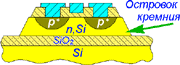 Островок
кремния
p⁺ p⁺
n, Si
SiO₂
Si